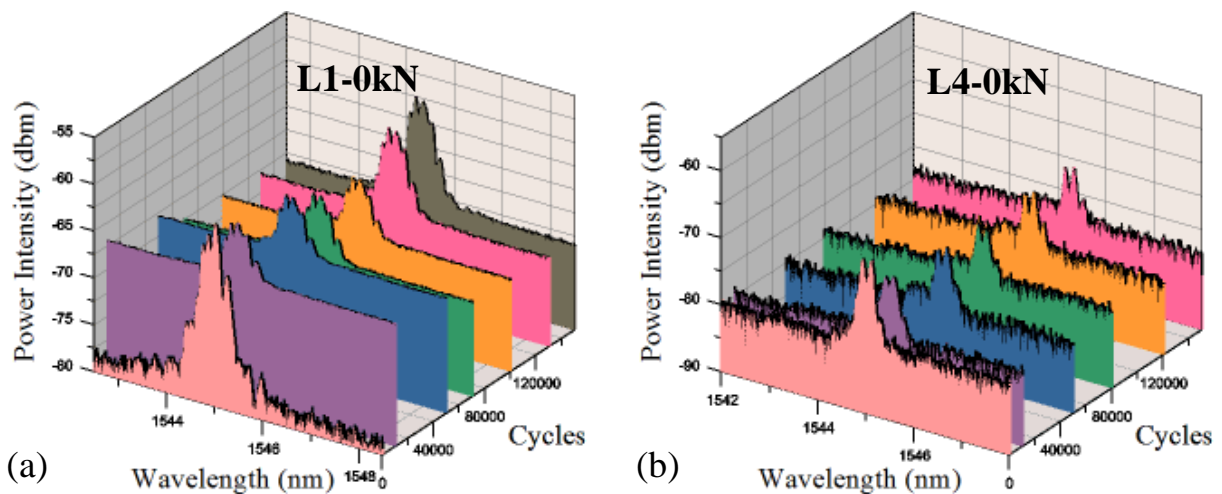 L1-0kN
Power Intensity (dbm)
-55
-60
-65
-70
-75
-80
1544
1546
1548
0
40000
80000
120000
Wavelength (nm)
Cycles
(a)
L4-0kN
Power Intensity (dbm)
-60
-70
-80
-90
1542
1544
1546
0
40000
80000
120000
Wavelength (nm)
Cycles
(b)